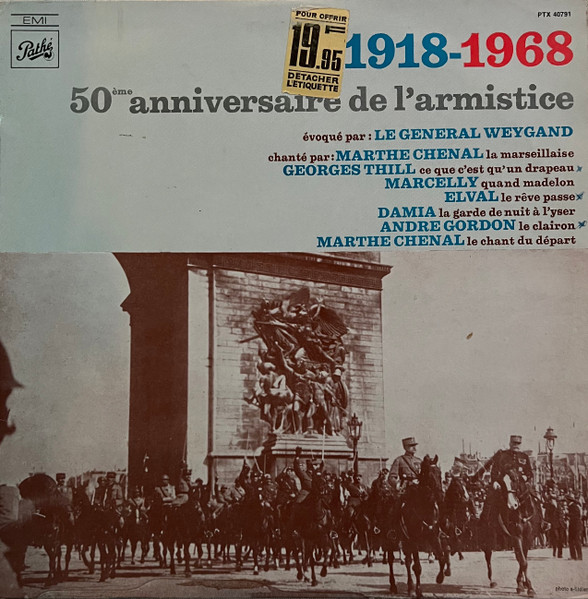 EMI
Pathé
PTX 40791
POUR OFFRIR
19.95
DETACHER
L'ETIQUETTE
1918-1968
50ème anniversaire de l'armistice
évoqué par : LE GENERAL WEYGAND
chanté par : MARTHE CHENAL la marseillaise
GEORGES THILL ce que c'est qu'un drapeau
MARCELLY quand madelon
ELVAL le rêve passe
DAMIA la garde de nuit à l'yser
ANDRE GORDON le clairon
MARTHE CHENAL le chant du départ